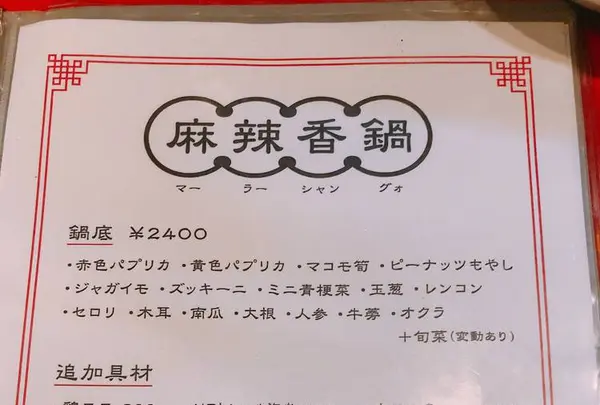 麻辣香鍋
マー ラー シャン グォ
鍋底 ¥2400
・赤色パプリカ ・黄色パプリカ ・マコモ筍 ・ピーナッツもやし
・ジャガイモ ・ズッキーニ ・ミニ青梗菜 ・玉葱 ・レンコン
・セロリ ・木耳 ・南瓜 ・大根 ・人参 ・牛蒡 ・オクラ
＋旬菜(変動あり)
追加具材